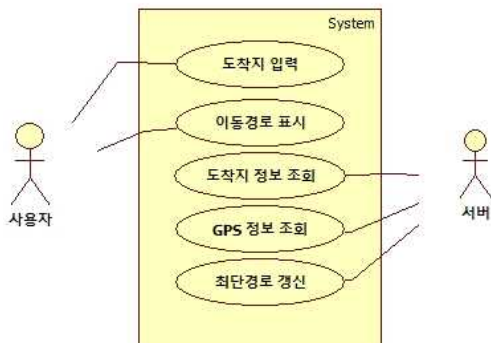 System
도착지 입력
이동경로 표시
도착지 정보 조회
GPS 정보 조회
최단경로 갱신
사용자
서버